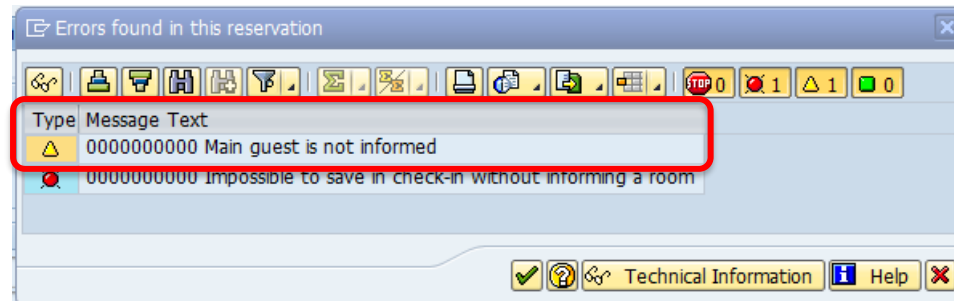 Errors found in this reservation
STOP 0 1 1 0
Type Message Text
0000000000 Main guest is not informed
0000000000 Impossible to save in check-in without informing a room
Technical Information Help